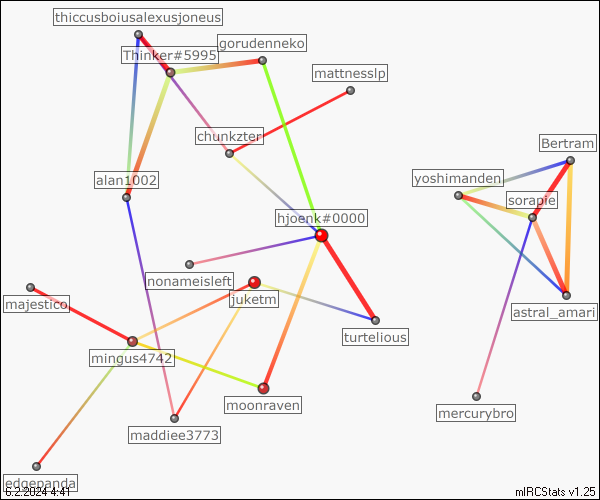 thiccusboiusalexusjoneus
gorudenneko
Thinker#5995
mattnesslp
chunkzter
Bertram
alan1002
yoshimanden
sorapie
hjoenk#0000
nonameisleft
juketm
majestico
astral_amari
turtelious
mingus4742
moonraven
mercurybro
maddiee3773
edgepanda
6.2.2024 4:41
mIRCStats v1.25